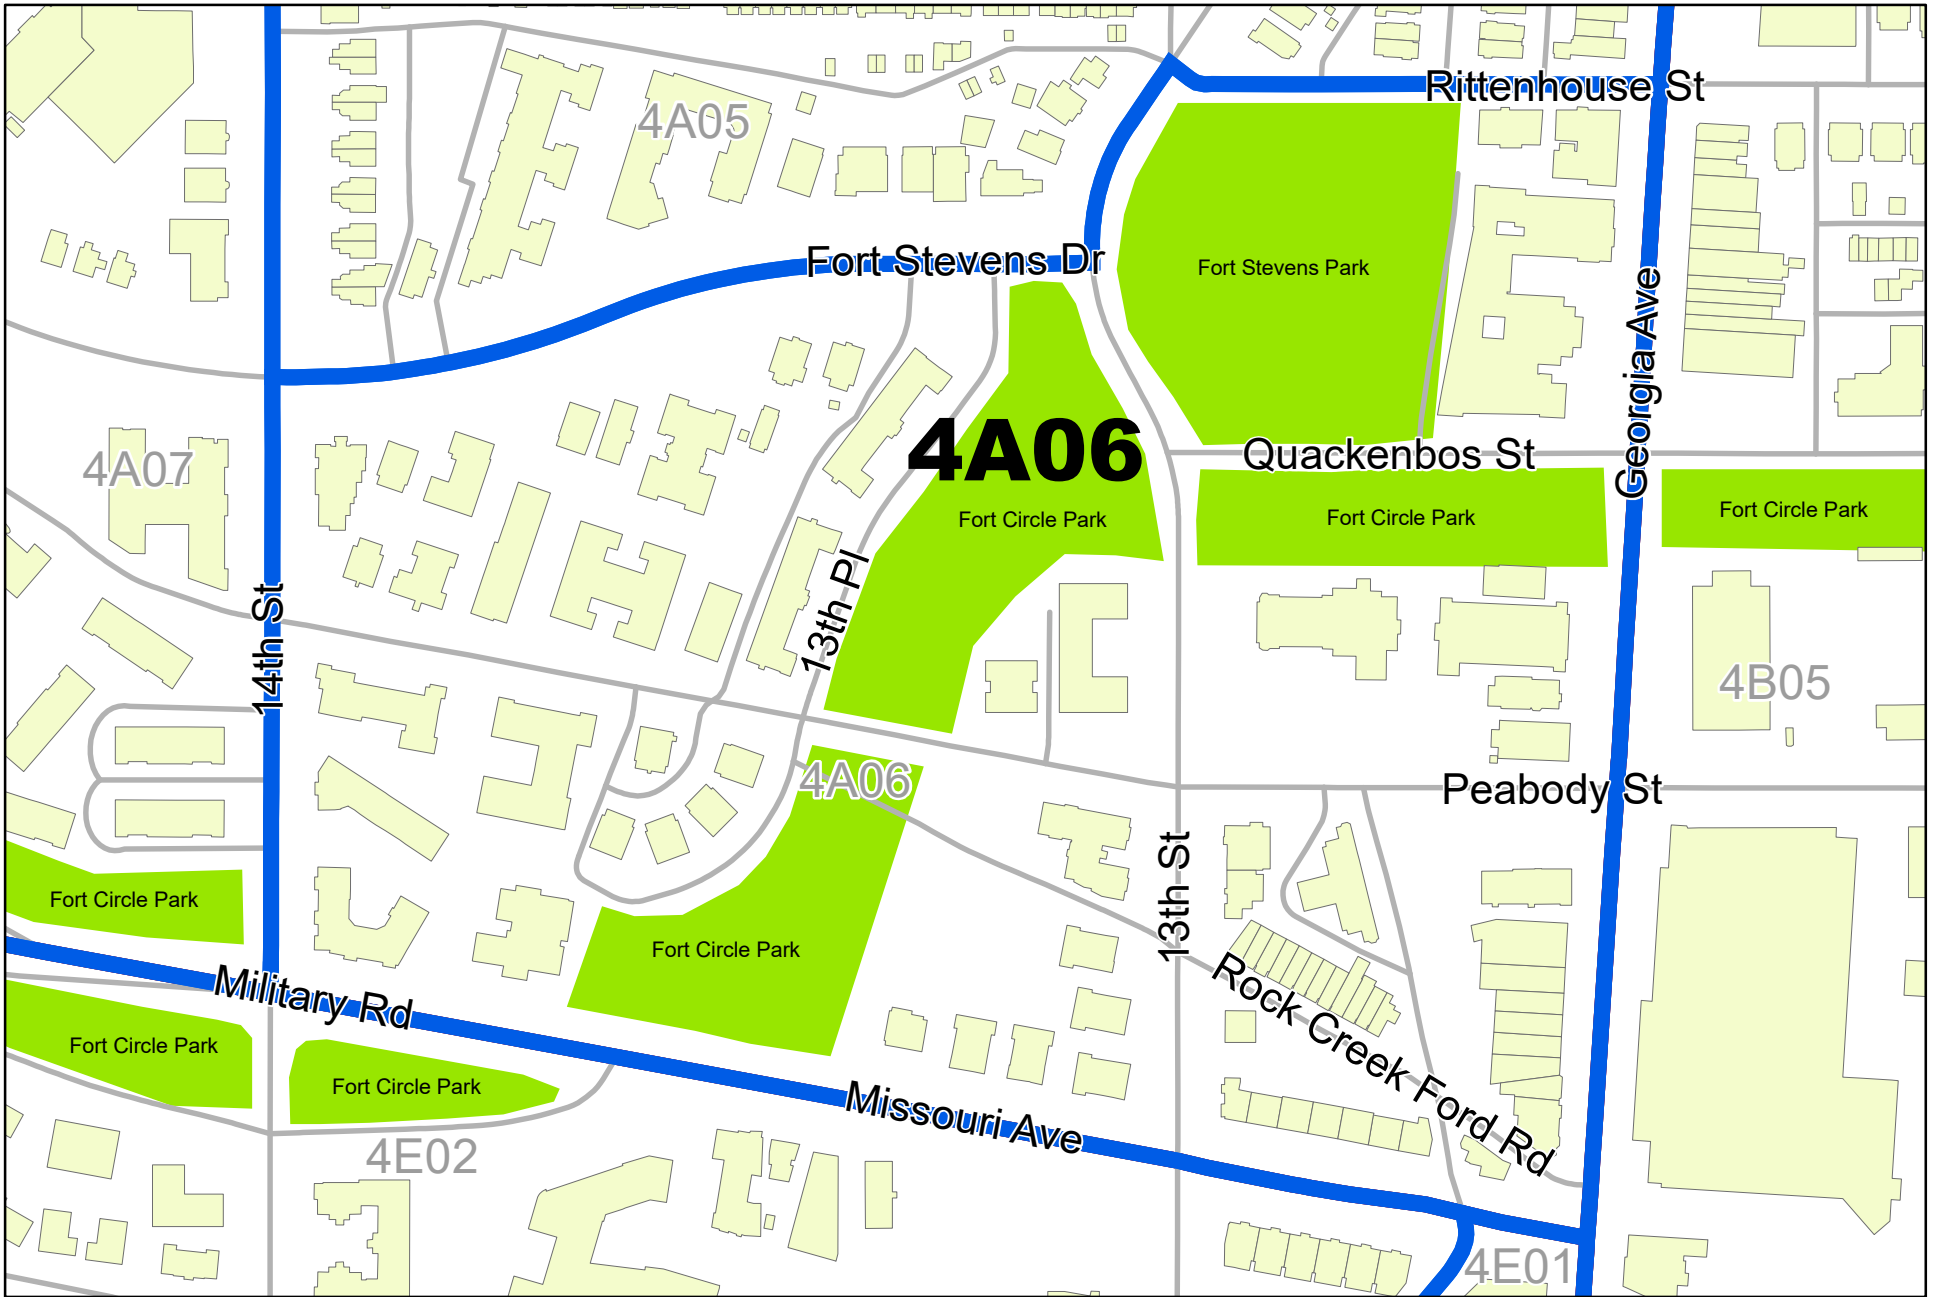 Rittenhouse St
4A05
Fort Stevens Dr
Fort Stevens Park
Georgia Ave
4A07
4A06
Quackenbos St
Fort Circle Park
Fort Circle Park
Fort Circle Park
14th St
13th Pl
4B05
4A06
Peabody St
Fort Circle Park
13th St
Fort Circle Park
Military Rd
Rock Creek Ford Rd
Fort Circle Park
Fort Circle Park
Missouri Ave
4E02
4E01